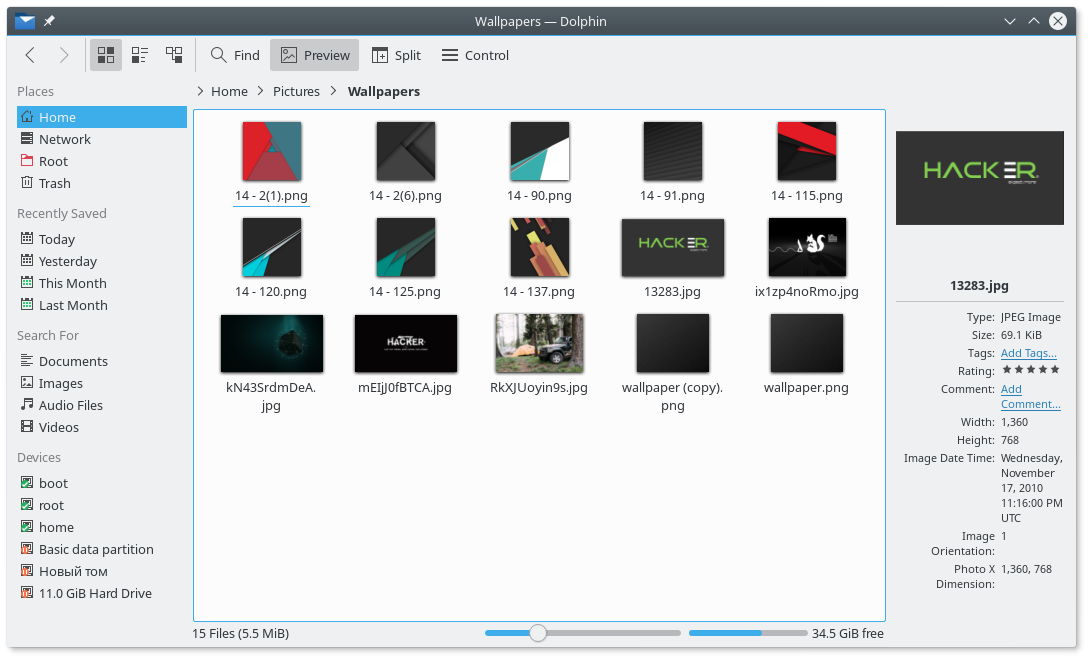 Wallpapers — Dolphin
Find
Preview
Split
Control
Places
Home
Network
Root
Trash
Recently Saved
Today
Yesterday
This Month
Last Month
Search For
Documents
Images
Audio Files
Videos
Devices
boot
root
home
Basic data partition
Новый том
11.0 GiB Hard Drive
Home
Pictures
Wallpapers
14 - 2(1).png
14 - 2(6).png
14 - 90.png
14 - 91.png
14 - 115.png
14 - 120.png
14 - 125.png
14 - 137.png
HACKER
13283.jpg
ix1zp4noRmo.jpg
kN43SrdmDeA.
jpg
HACKER
mEIjJ0fBTCA.jpg
RkXJUoyin9s.jpg
wallpaper (copy).
png
wallpaper.png
15 Files (5.5 MiB)
34.5 GiB free
HACKER
expect more
13283.jpg
Type: JPEG Image
Size: 69.1 KiB
Tags: Add Tags...
Rating:
Comment: Add
Comment...
Width: 1,360
Height: 768
Image Date Time: Wednesday,
November
17, 2010
11:16:00 PM
UTC
Image 1
Orientation:
Photo X 1,360, 768
Dimension: